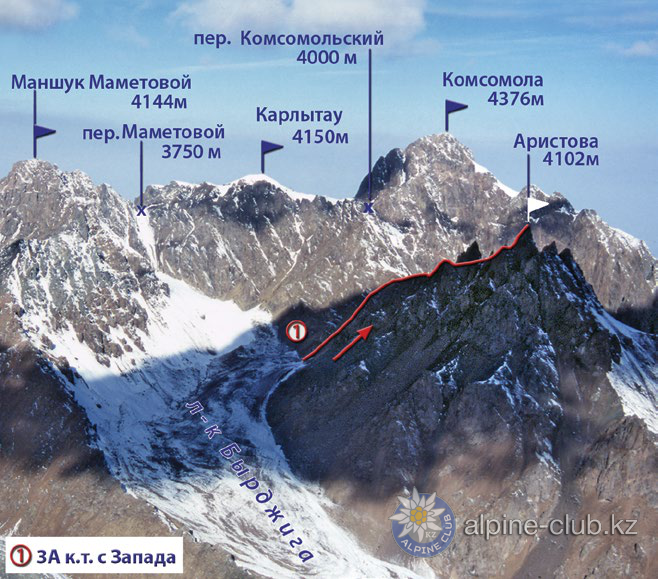 пер. Комсомольский
4000 м
Маншук Маметовой
4144м
пер.Маметовой
3750 м
Карлытау
4150м
Комсомола
4376м
Аристова
4102м
x
x
1
л-к Бырджига
ALPINE CLUB
alpine-club.kz
1 3А к.т. с Запада